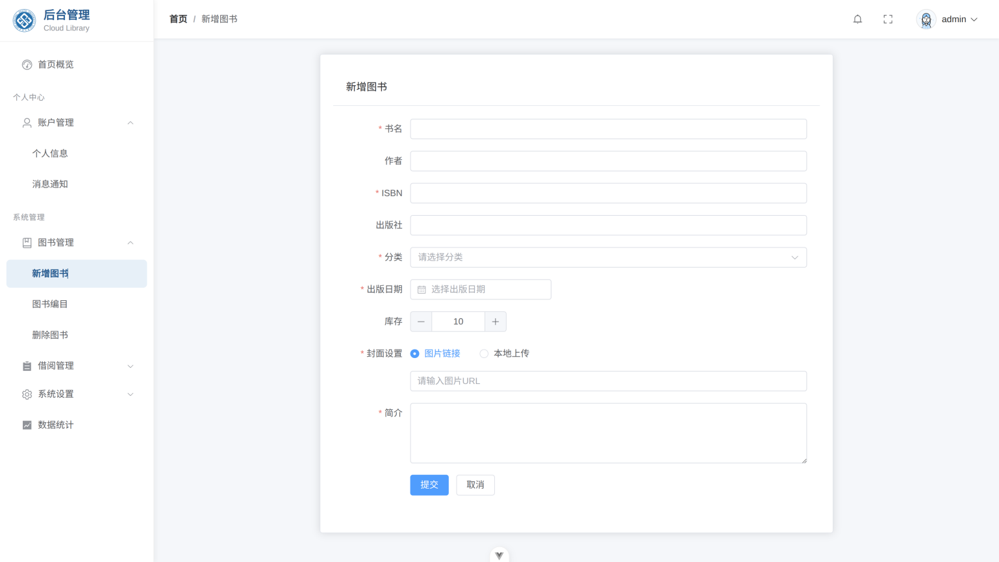 后台管理
Cloud Library
首页 / 新增图书
admin
首页概览
个人中心
账户管理
个人信息
消息通知
系统管理
图书管理
新增图书
图书编目
删除图书
借阅管理
系统设置
数据统计
新增图书
* 书名
作者
* ISBN
出版社
* 分类 请选择分类
* 出版日期 选择出版日期
库存 10
* 封面设置 图片链接 本地上传
请输入图片URL
* 简介
提交 取消